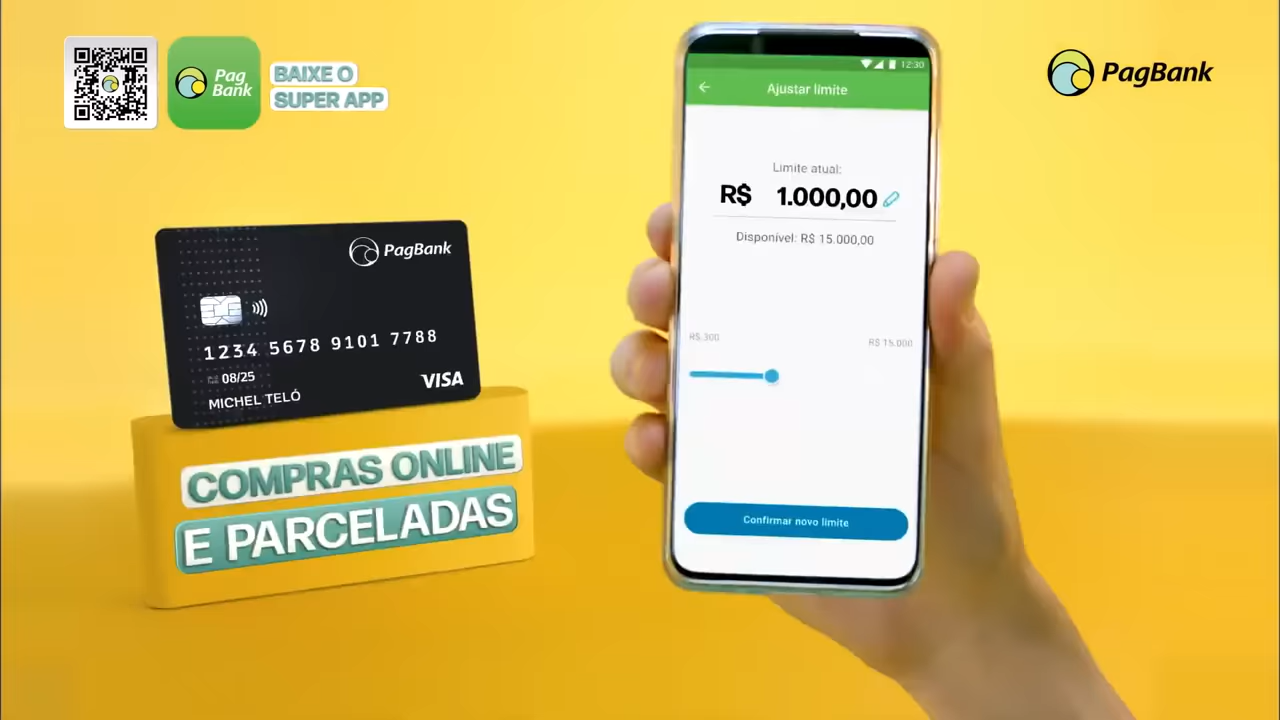 Pag
Bank
BAIXE O
SUPER APP
PagBank
12:30
Ajustar limite
Limite atual:
R$ 1.000,00
Disponível: R$ 15.000,00
R$ 300
R$ 15.000
Confirmar novo limite
PagBank
1234 5678 9101 7788
08/25
VISA
MICHEL TELÓ
COMPRAS ONLINE
E PARCELADAS